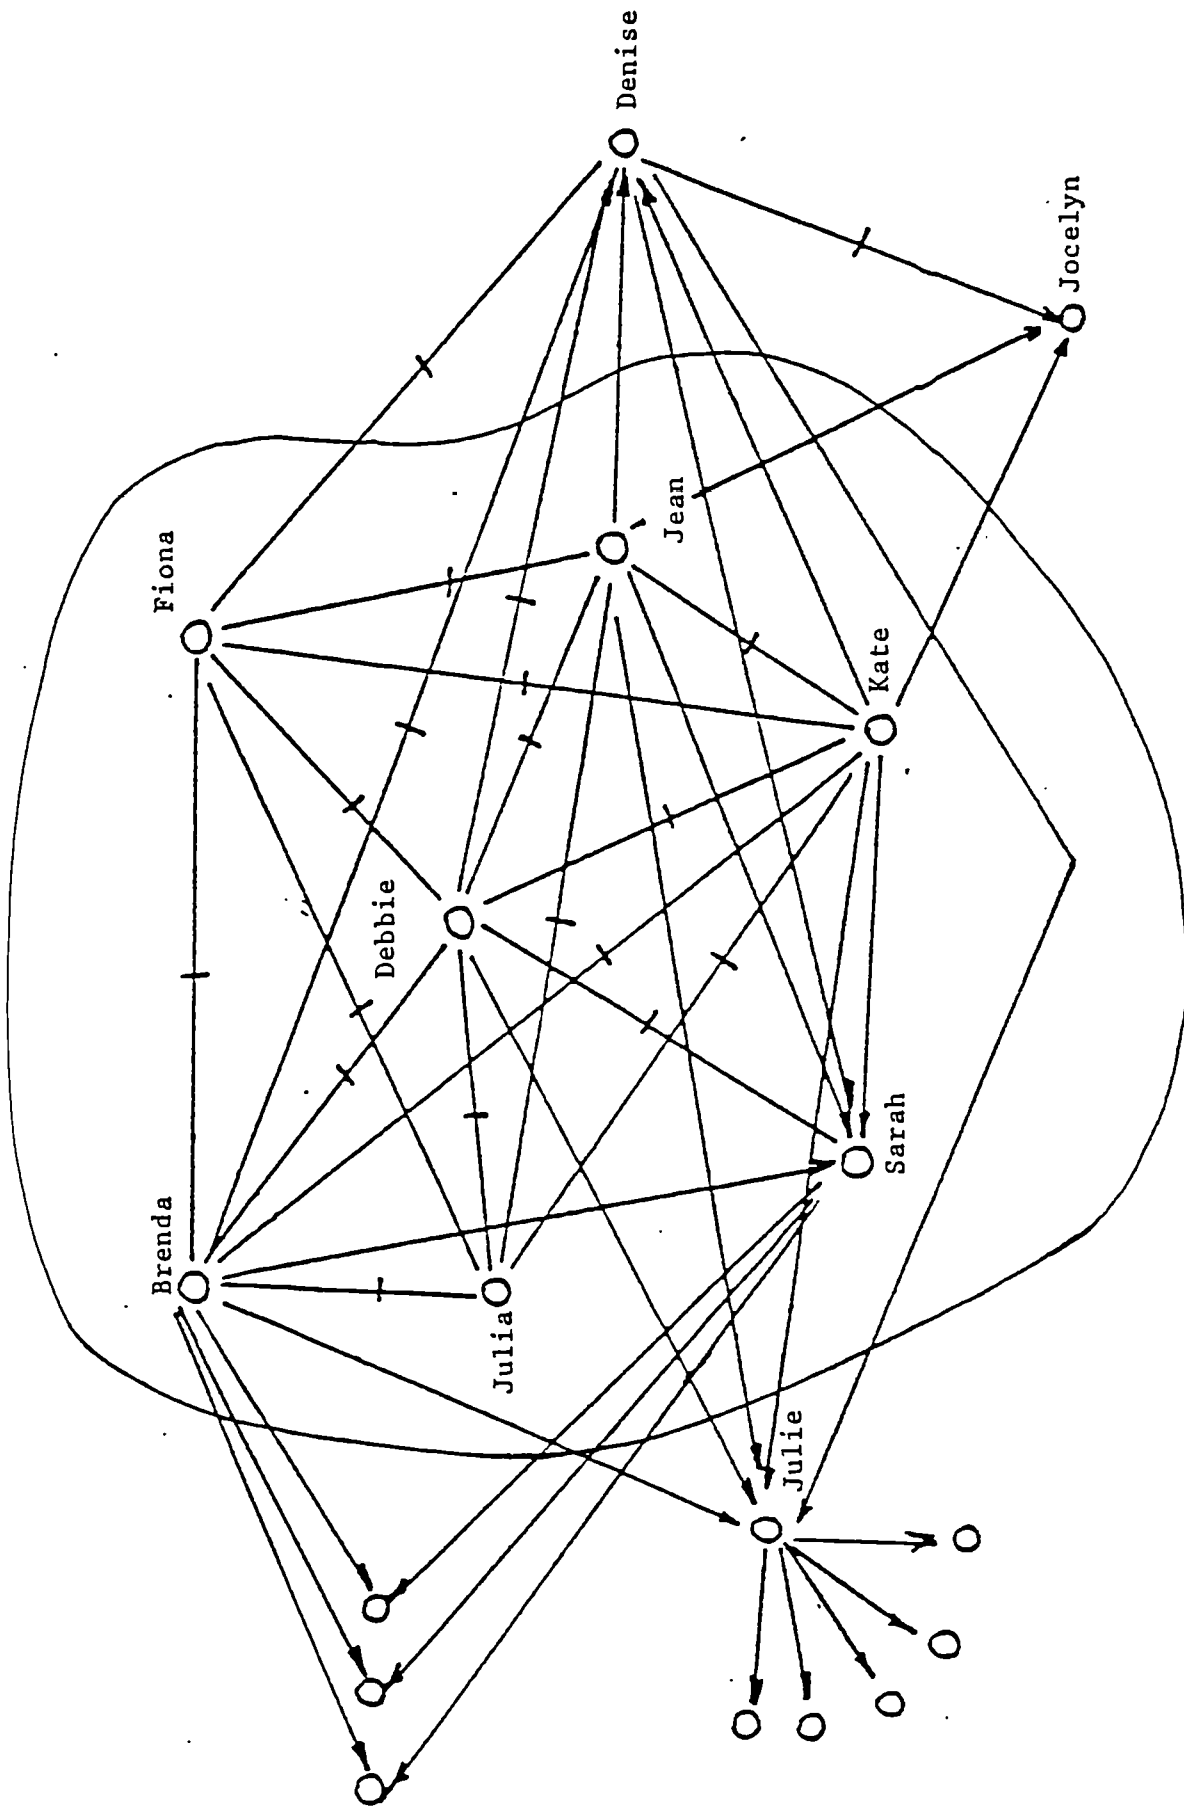 Denise
Jocelyn
Fiona
Jean
Kate
Debbie
Brenda
Sarah
Julia
Julie